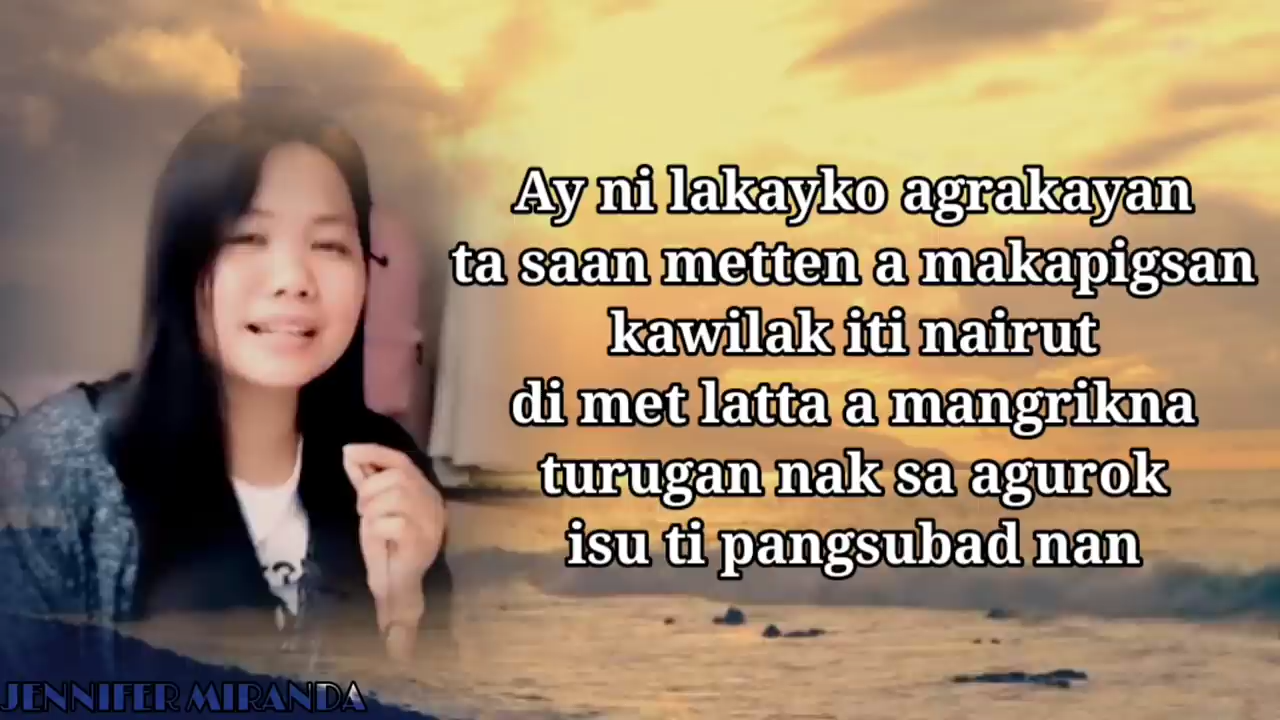 Ay ni lakayko agrakayan
ta saan metten a makapigsan
kawilak iti nairut
di met latta a mangrikna
turugan nak sa agurok
isu ti pangsubad nan
JENNIFER MIRANDA